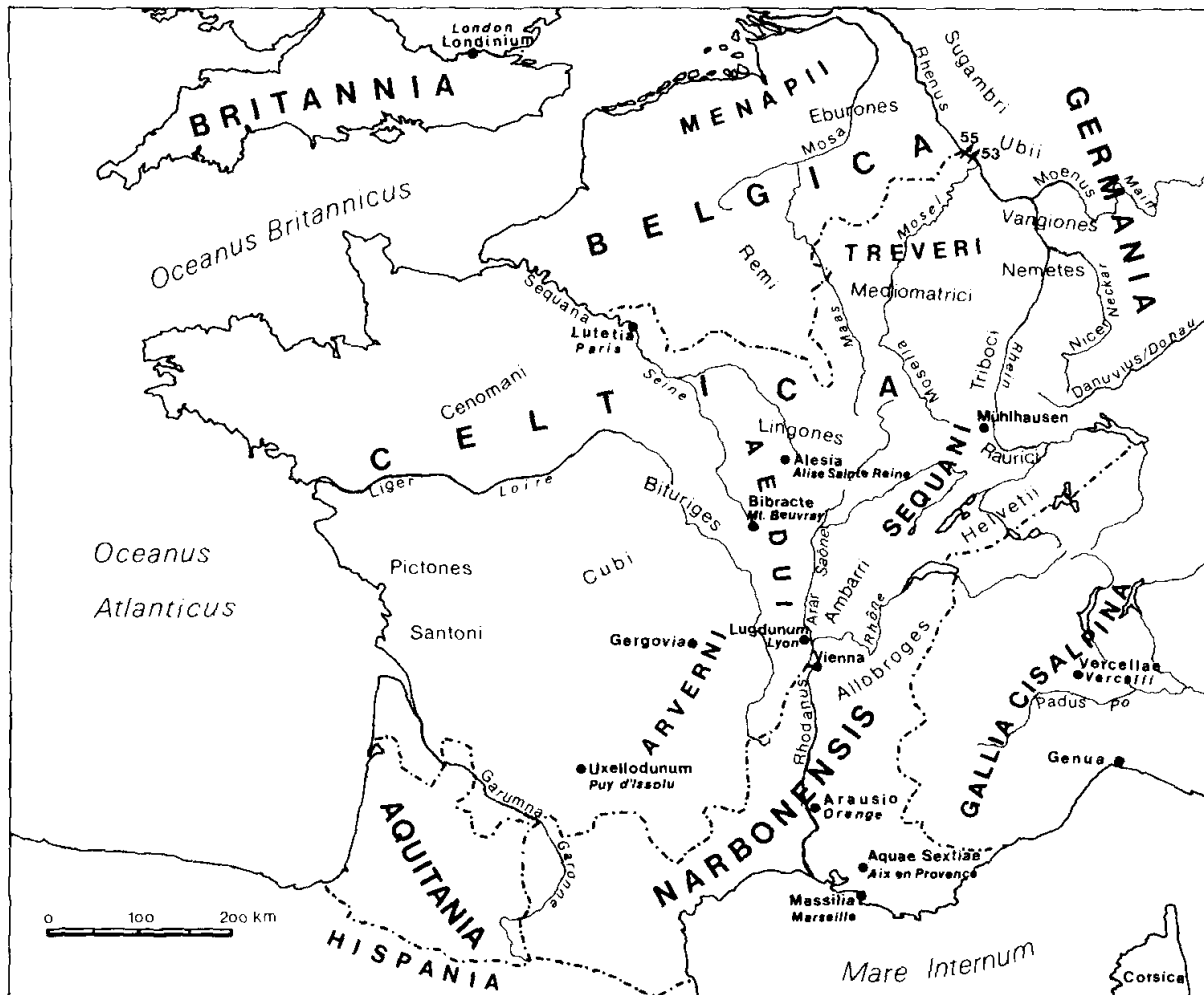 London
Londinium
BRITANNIA
Oceanus Britannicus
MENAPII
Eburones
Mosa
Rhenus
Sugambri
GERMANIA
55
53
Ubii
Moenus
Main
Vangiones
BELGICA
Mosel
TREVERI
Remi
Mediomatrici
Nemetes
Nicer
Neckar
Danuvius/Donau
Sequana
Lutetia
Paris
Seine
Maas
Mosella
Triboci
Rhein
Cenomani
CELTICA
Lingones
Mühlhausen
Raurici
Alesia
Alise Sainte Reine
SEQUANI
Liger
Loire
Bituriges
Bibracte
Mt. Beuvray
AEDUI
Helvetii
Oceanus
Atlanticus
Pictones
Cubi
Saône
Arar
Ambarri
Rhône
Santoni
Gergovia
Lugdunum
Lyon
Vienna
Allobroges
ARVERNI
GALLIA CISALPINA
Vercellae
Vercelli
Padus
Po
Rhodanus
Genua
Uxellodunum
Puy d'Issolu
Garumna
NARBONENSIS
Arausio
Orange
AQUITANIA
Garonne
Aquae Sextiae
Aix en Provence
Massilia
Marseille
0 100 200 km
HISPANIA
Mare Internum
Corsica